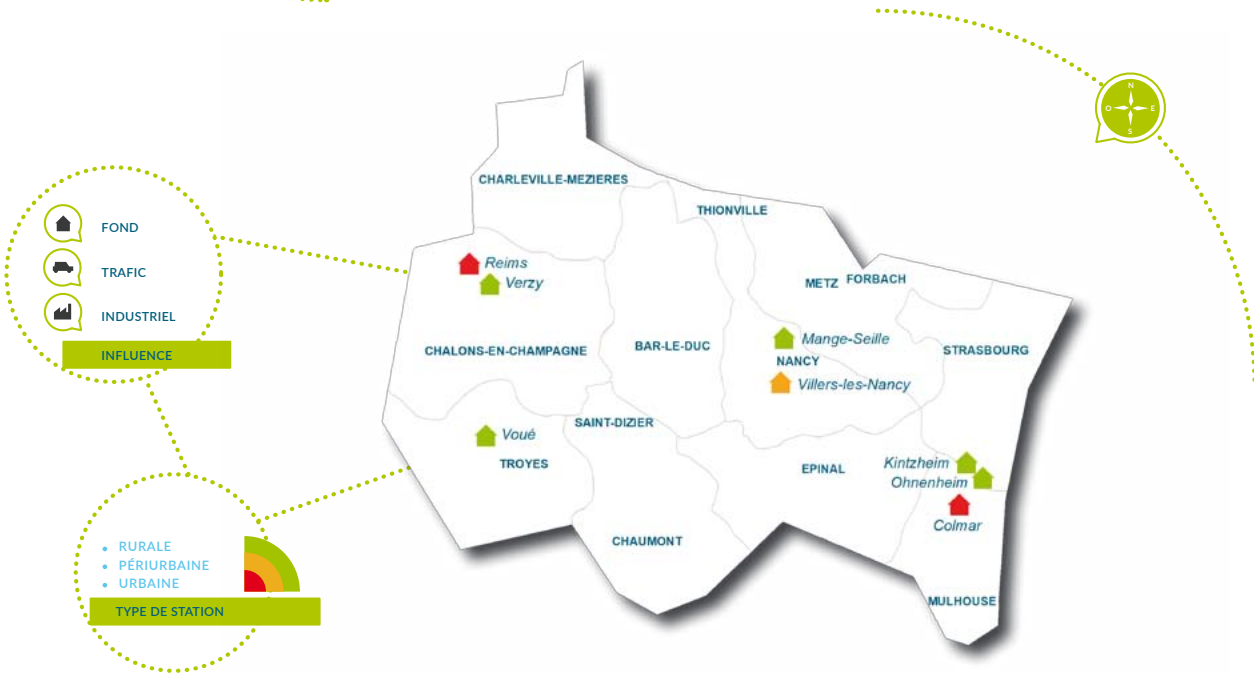 N
O E
S
CHARLEVILLE-MEZIERES
THIONVILLE
FOND
TRAFIC
INDUSTRIEL
INFLUENCE
Reims
Verzy
METZ FORBACH
CHALONS-EN-CHAMPAGNE
BAR-LE-DUC
Mange-Seille
NANCY
STRASBOURG
Villers-les-Nancy
SAINT-DIZIER
Voué
TROYES
EPINAL
Kintzheim
Ohnenheim
Colmar
CHAUMONT
MULHOUSE
• RURALE
• PÉRIURBAINE
• URBAINE
TYPE DE STATION